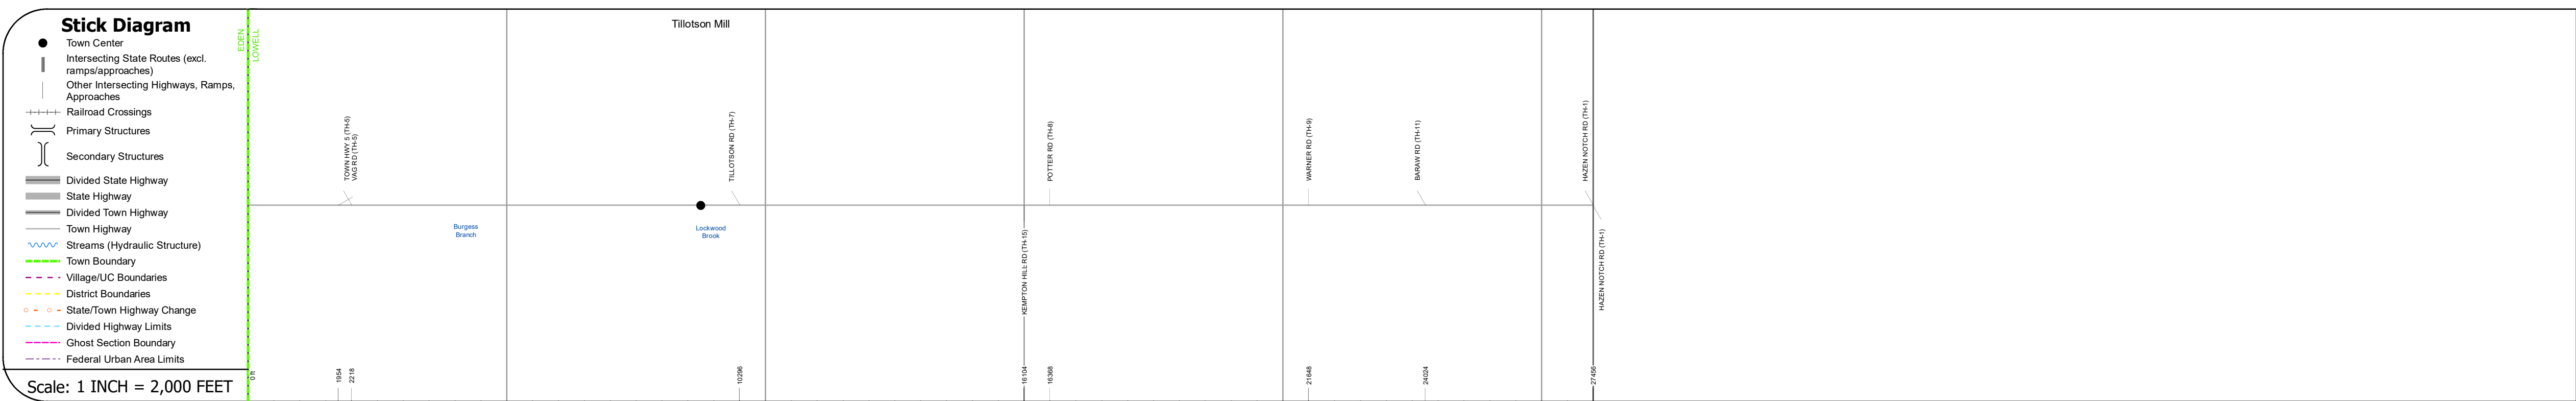 Stick Diagram
Town Center
Intersecting State Routes (excl.
ramps/approaches)
Other Intersecting Highways, Ramps,
Approaches
Railroad Crossings
Primary Structures
Secondary Structures
Divided State Highway
State Highway
Divided Town Highway
Town Highway
Streams (Hydraulic Structure)
Town Boundary
Village/UC Boundaries
District Boundaries
State/Town Highway Change
Divided Highway Limits
Ghost Section Boundary
Federal Urban Area Limits
Scale: 1 INCH = 2,000 FEET
EDEN
LOWELL
Tillotson Mill
TOWN HWY 5 (TH-5)
VAG RD (TH-5)
TILLOTSON RD (TH-7)
POTTER RD (TH-8)
WARNER RD (TH-9)
BARAW RD (TH-11)
HAZEN NOTCH RD (TH-1)
Burgess
Branch
Lockwood
Brook
KEMPTON HILL RD (TH-15)
HAZEN NOTCH RD (TH-1)
0 ft
1954
2218
10296
16104
16368
21648
24024
27456